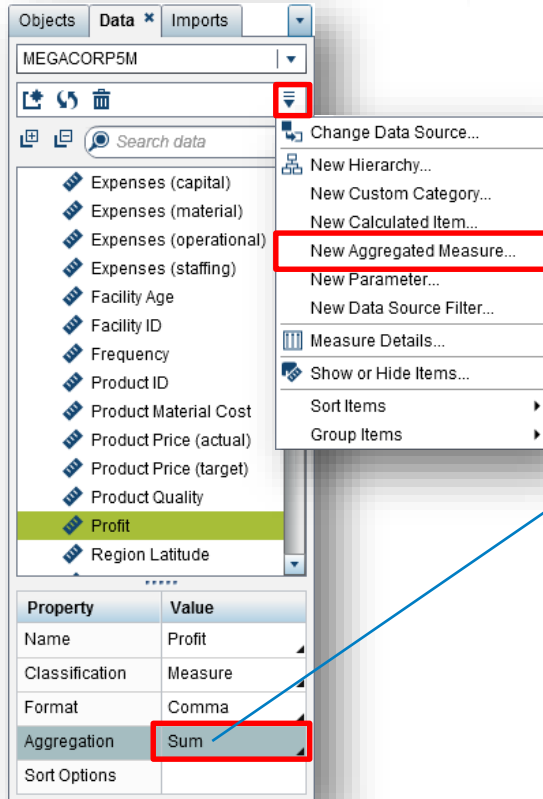 Objects Data × Imports
MEGACORP5M
Search data
Expenses (capital)
Expenses (material)
Expenses (operational)
Expenses (staffing)
Facility Age
Facility ID
Frequency
Product ID
Product Material Cost
Product Price (actual)
Product Price (target)
Product Quality
Profit
Region Latitude
Change Data Source...
New Hierarchy...
New Custom Category...
New Calculated Item...
New Aggregated Measure...
New Parameter...
New Data Source Filter...
Measure Details...
Show or Hide Items...
Sort Items
Group Items
Property Value
Name Profit
Classification Measure
Format Comma
Aggregation Sum
Sort Options